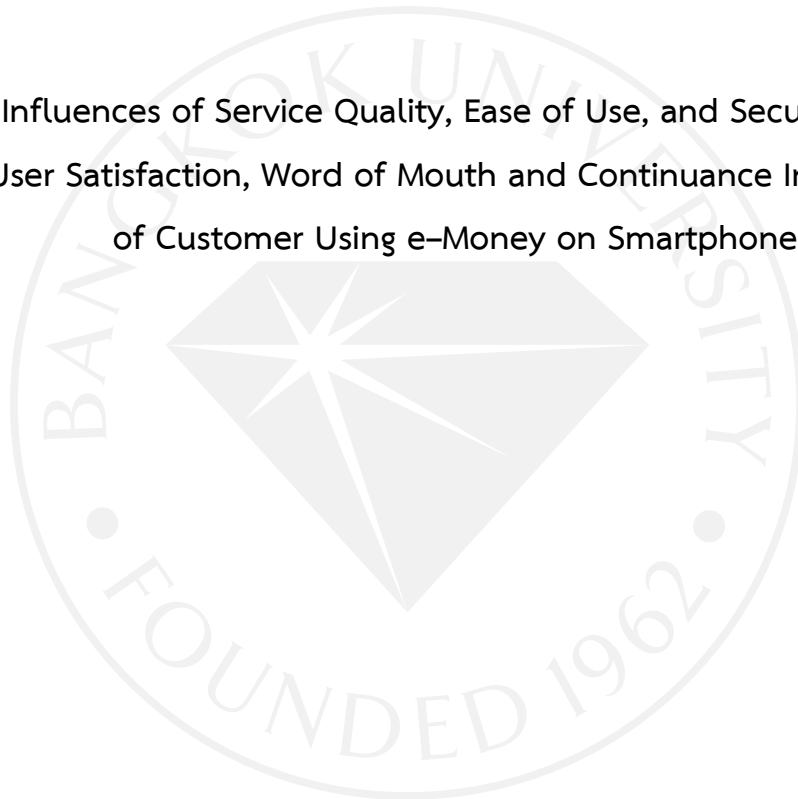 Influences of Service Quality, Ease of Use, and
User Satisfaction, Word of Mouth and Continuance
of Customer Using e–Money on Smartphone
BANGKOK UNIVERSITY
• FOUNDED 1962 •